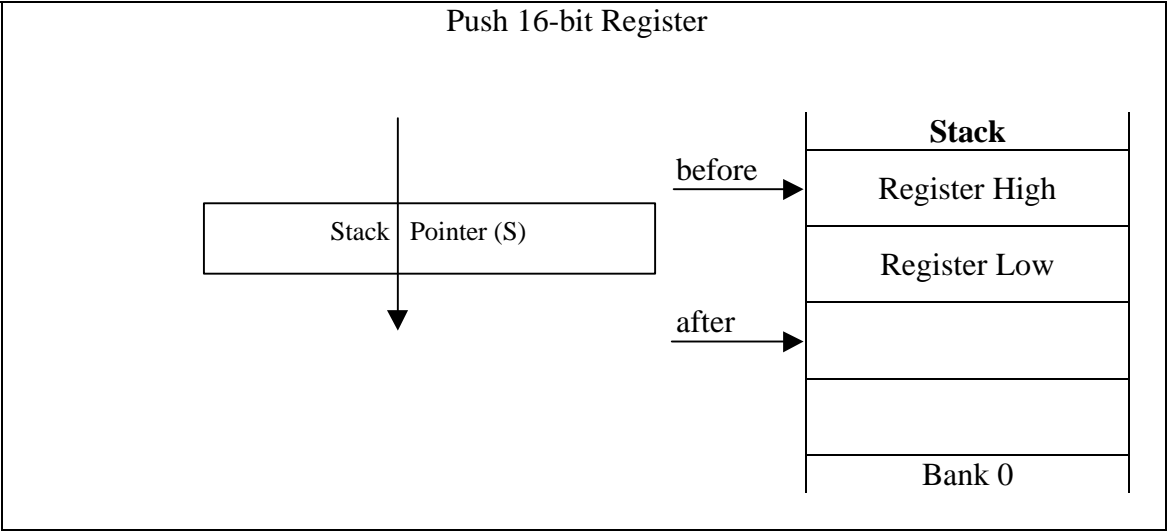 Push 16-bit Register
Stack
before
Register High
Stack Pointer (S)
Register Low
after
Bank 0